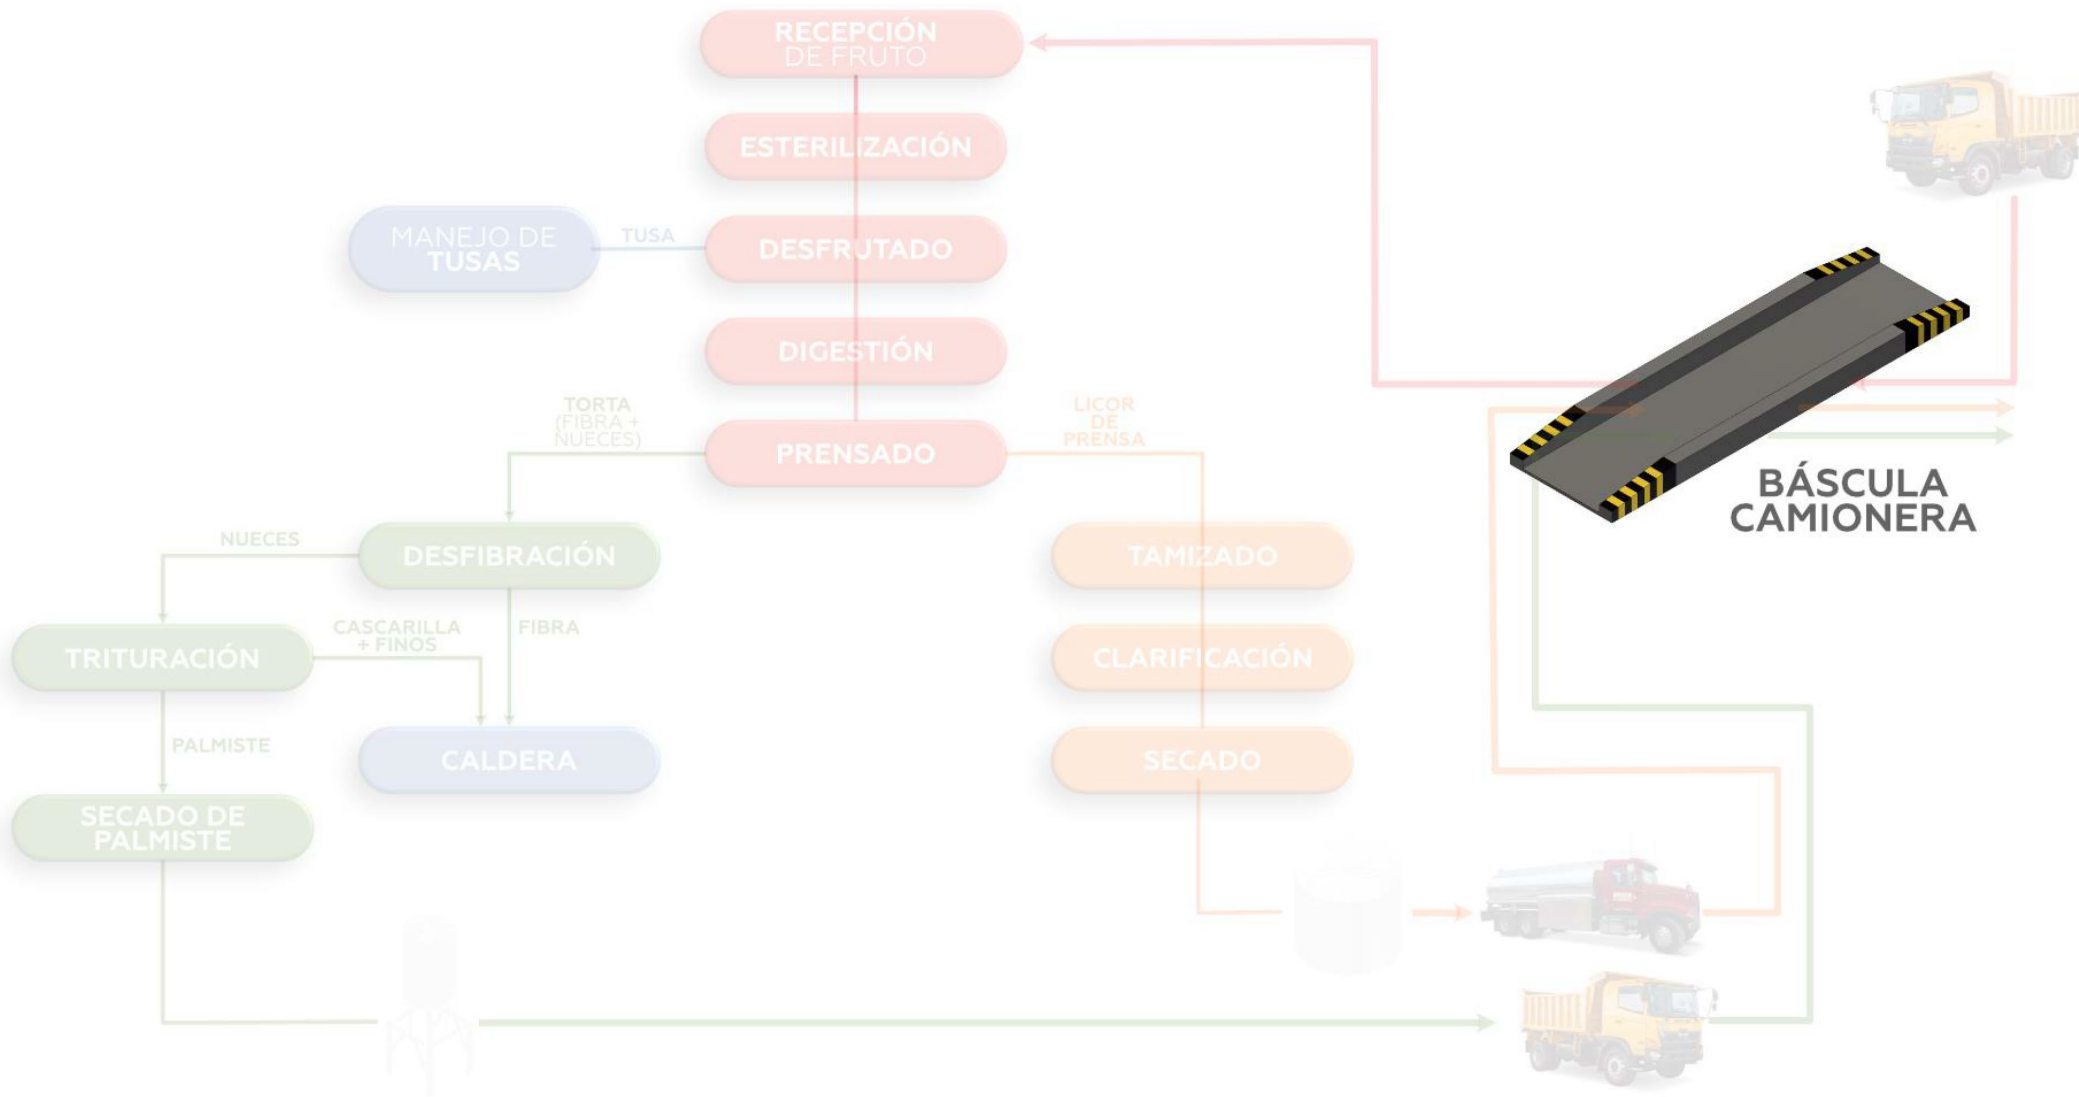 RECEPCIÓN
DE FRUTO
ESTERILIZACIÓN
MANEJO DE
TUSAS
TUSA
DESFRUTADO
DIGESTIÓN
TORTA
(FIBRA +
NUECES)
LICOR
DE
PRENSA
PRENSADO
BÁSCULA
CAMIONERA
NUECES
DESFIBRACIÓN
TAMIZADO
TRITURACIÓN
CASCARILLA
+ FINOS
FIBRA
CLARIFICACIÓN
PALMISTE
CALDERA
SECADO
SECADO DE
PALMISTE